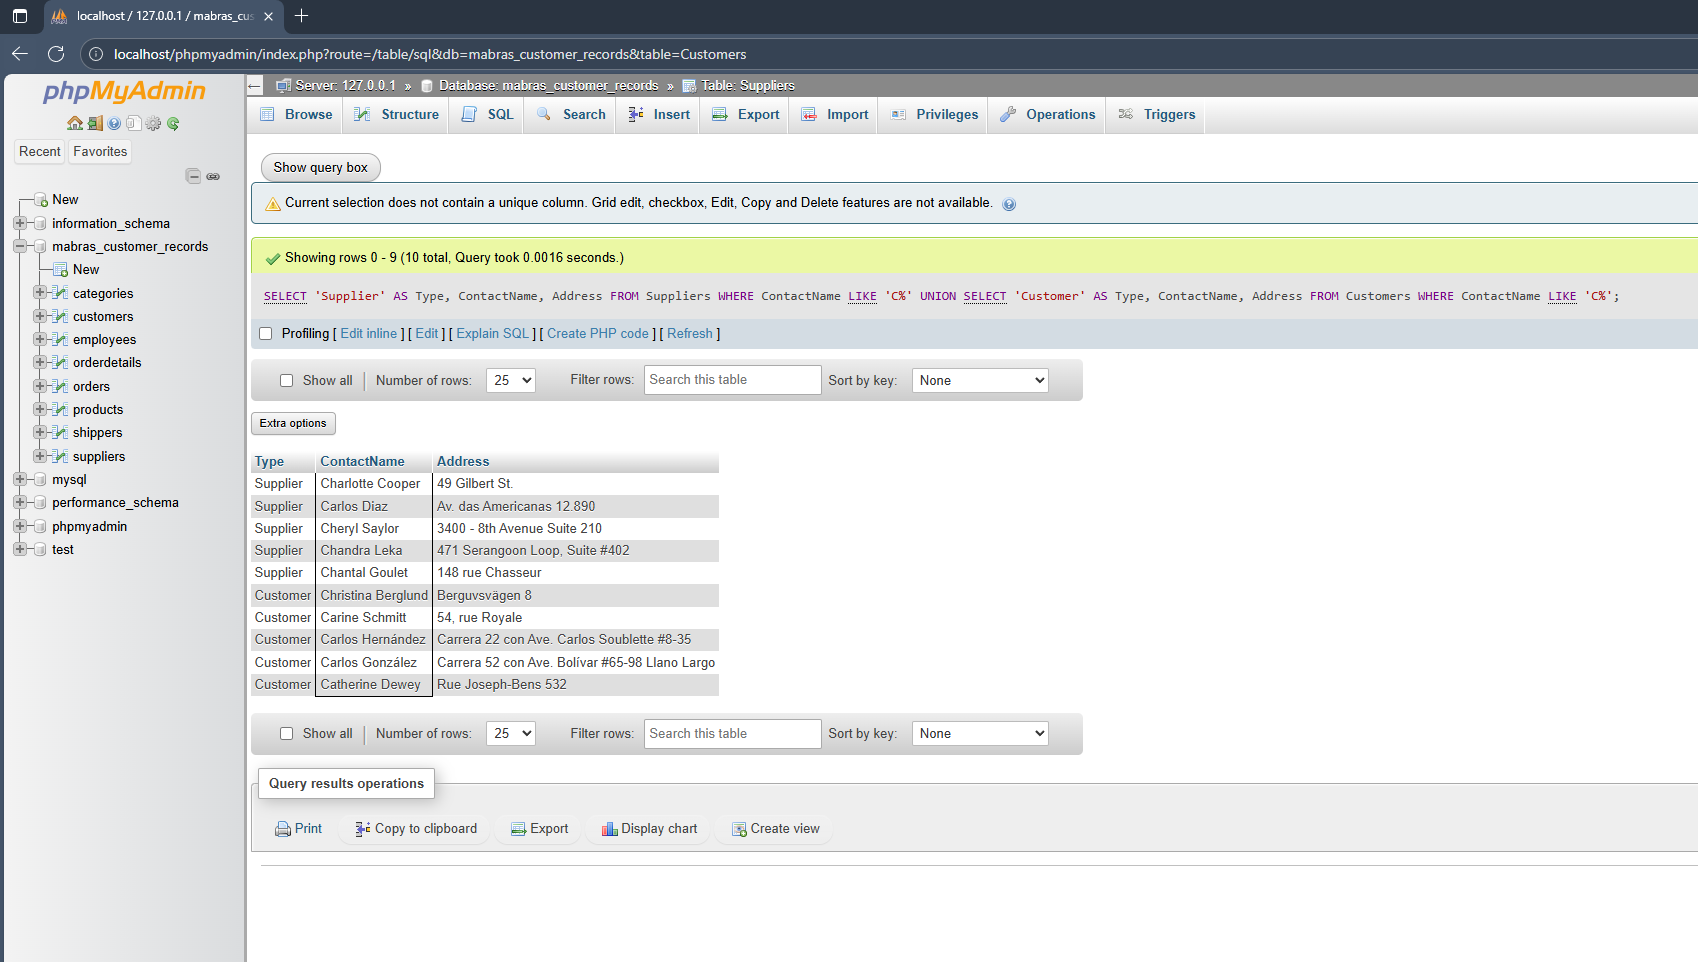 localhost / 127.0.0.1 / mabras_cus
localhost/phpmyadmin/index.php?route=/table/sql&db=mabras_customer_records&table=Customers
phpMyAdmin
Recent
Favorites
New
information_schema
mabras_customer_records
New
categories
customers
employees
orderdetails
orders
products
shippers
suppliers
mysql
performance_schema
phpmyadmin
test
Server: 127.0.0.1 » Database: mabras_customer_records » Table: Suppliers
Browse Structure SQL Search Insert Export Import Privileges Operations Triggers
Show query box
Current selection does not contain a unique column. Grid edit, checkbox, Edit, Copy and Delete features are not available.
Showing rows 0 - 9 (10 total, Query took 0.0016 seconds.)
SELECT 'Supplier' AS Type, ContactName, Address FROM Suppliers WHERE ContactName LIKE 'C%' UNION SELECT 'Customer' AS Type, ContactName, Address FROM Customers WHERE ContactName LIKE 'C%';
Profiling [ Edit inline ] [ Edit ] [ Explain SQL ] [ Create PHP code ] [ Refresh ]
Show all Number of rows: 25 Filter rows: Search this table Sort by key: None
Extra options
Type ContactName Address
Supplier Charlotte Cooper 49 Gilbert St.
Supplier Carlos Diaz Av. das Americanas 12.890
Supplier Cheryl Saylor 3400 - 8th Avenue Suite 210
Supplier Chandra Leka 471 Serangoon Loop, Suite #402
Supplier Chantal Goulet 148 rue Chasseur
Customer Christina Berglund Berguvsvägen 8
Customer Carine Schmitt 54, rue Royale
Customer Carlos Hernández Carrera 22 con Ave. Carlos Soublette #8-35
Customer Carlos González Carrera 52 con Ave. Bolívar #65-98 Llano Largo
Customer Catherine Dewey Rue Joseph-Bens 532
Show all Number of rows: 25 Filter rows: Search this table Sort by key: None
Query results operations
Print Copy to clipboard Export Display chart Create view